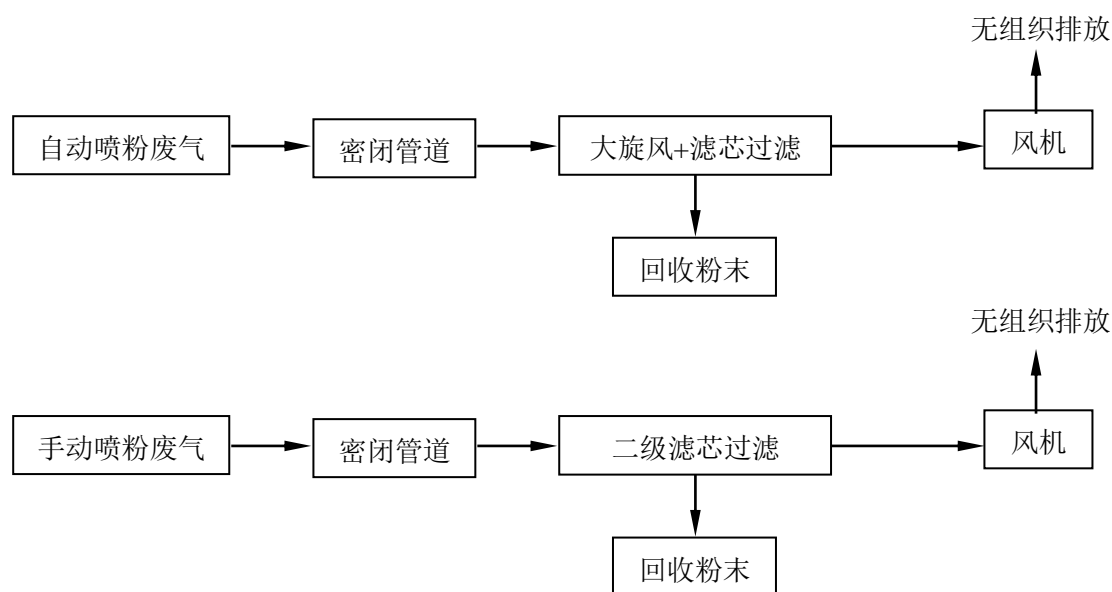 无组织排放
自动喷粉废气
密闭管道
大旋风+滤芯过滤
风机
回收粉末
无组织排放
手动喷粉废气
密闭管道
二级滤芯过滤
风机
回收粉末